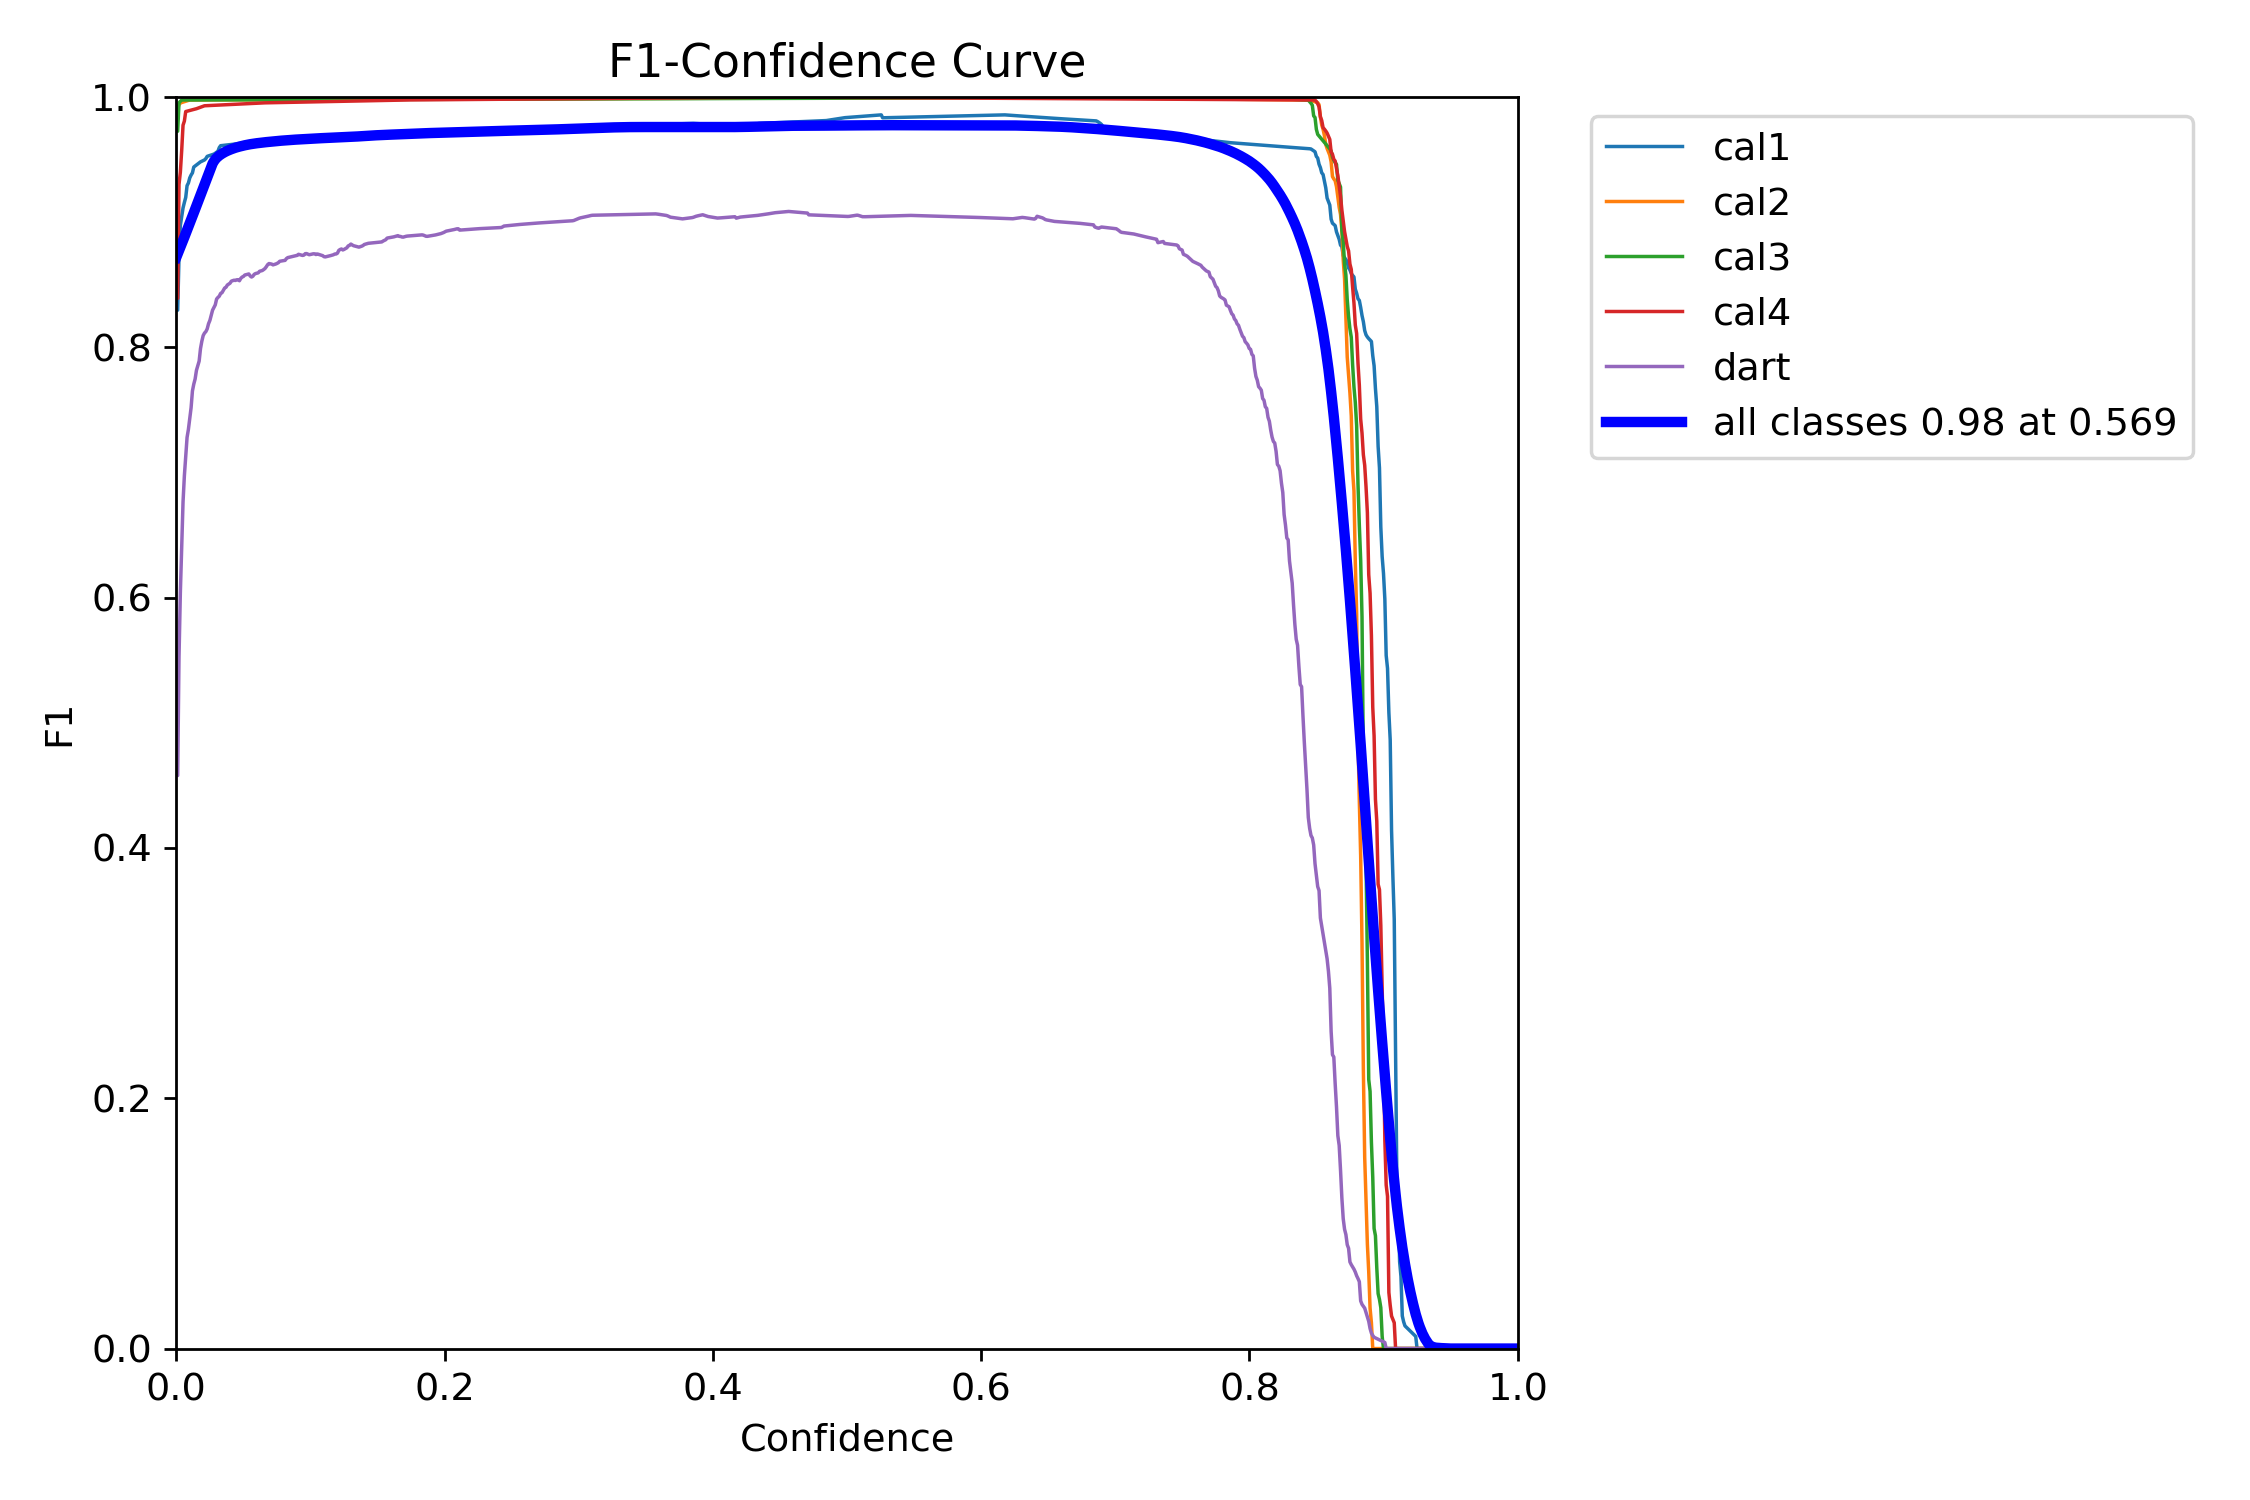 F1-Confidence Curve
1.0
0.8
0.6
0.4
0.2
0.0
F1
0.0 0.2 0.4 0.6 0.8 1.0
Confidence
cal1
cal2
cal3
cal4
dart
all classes 0.98 at 0.569